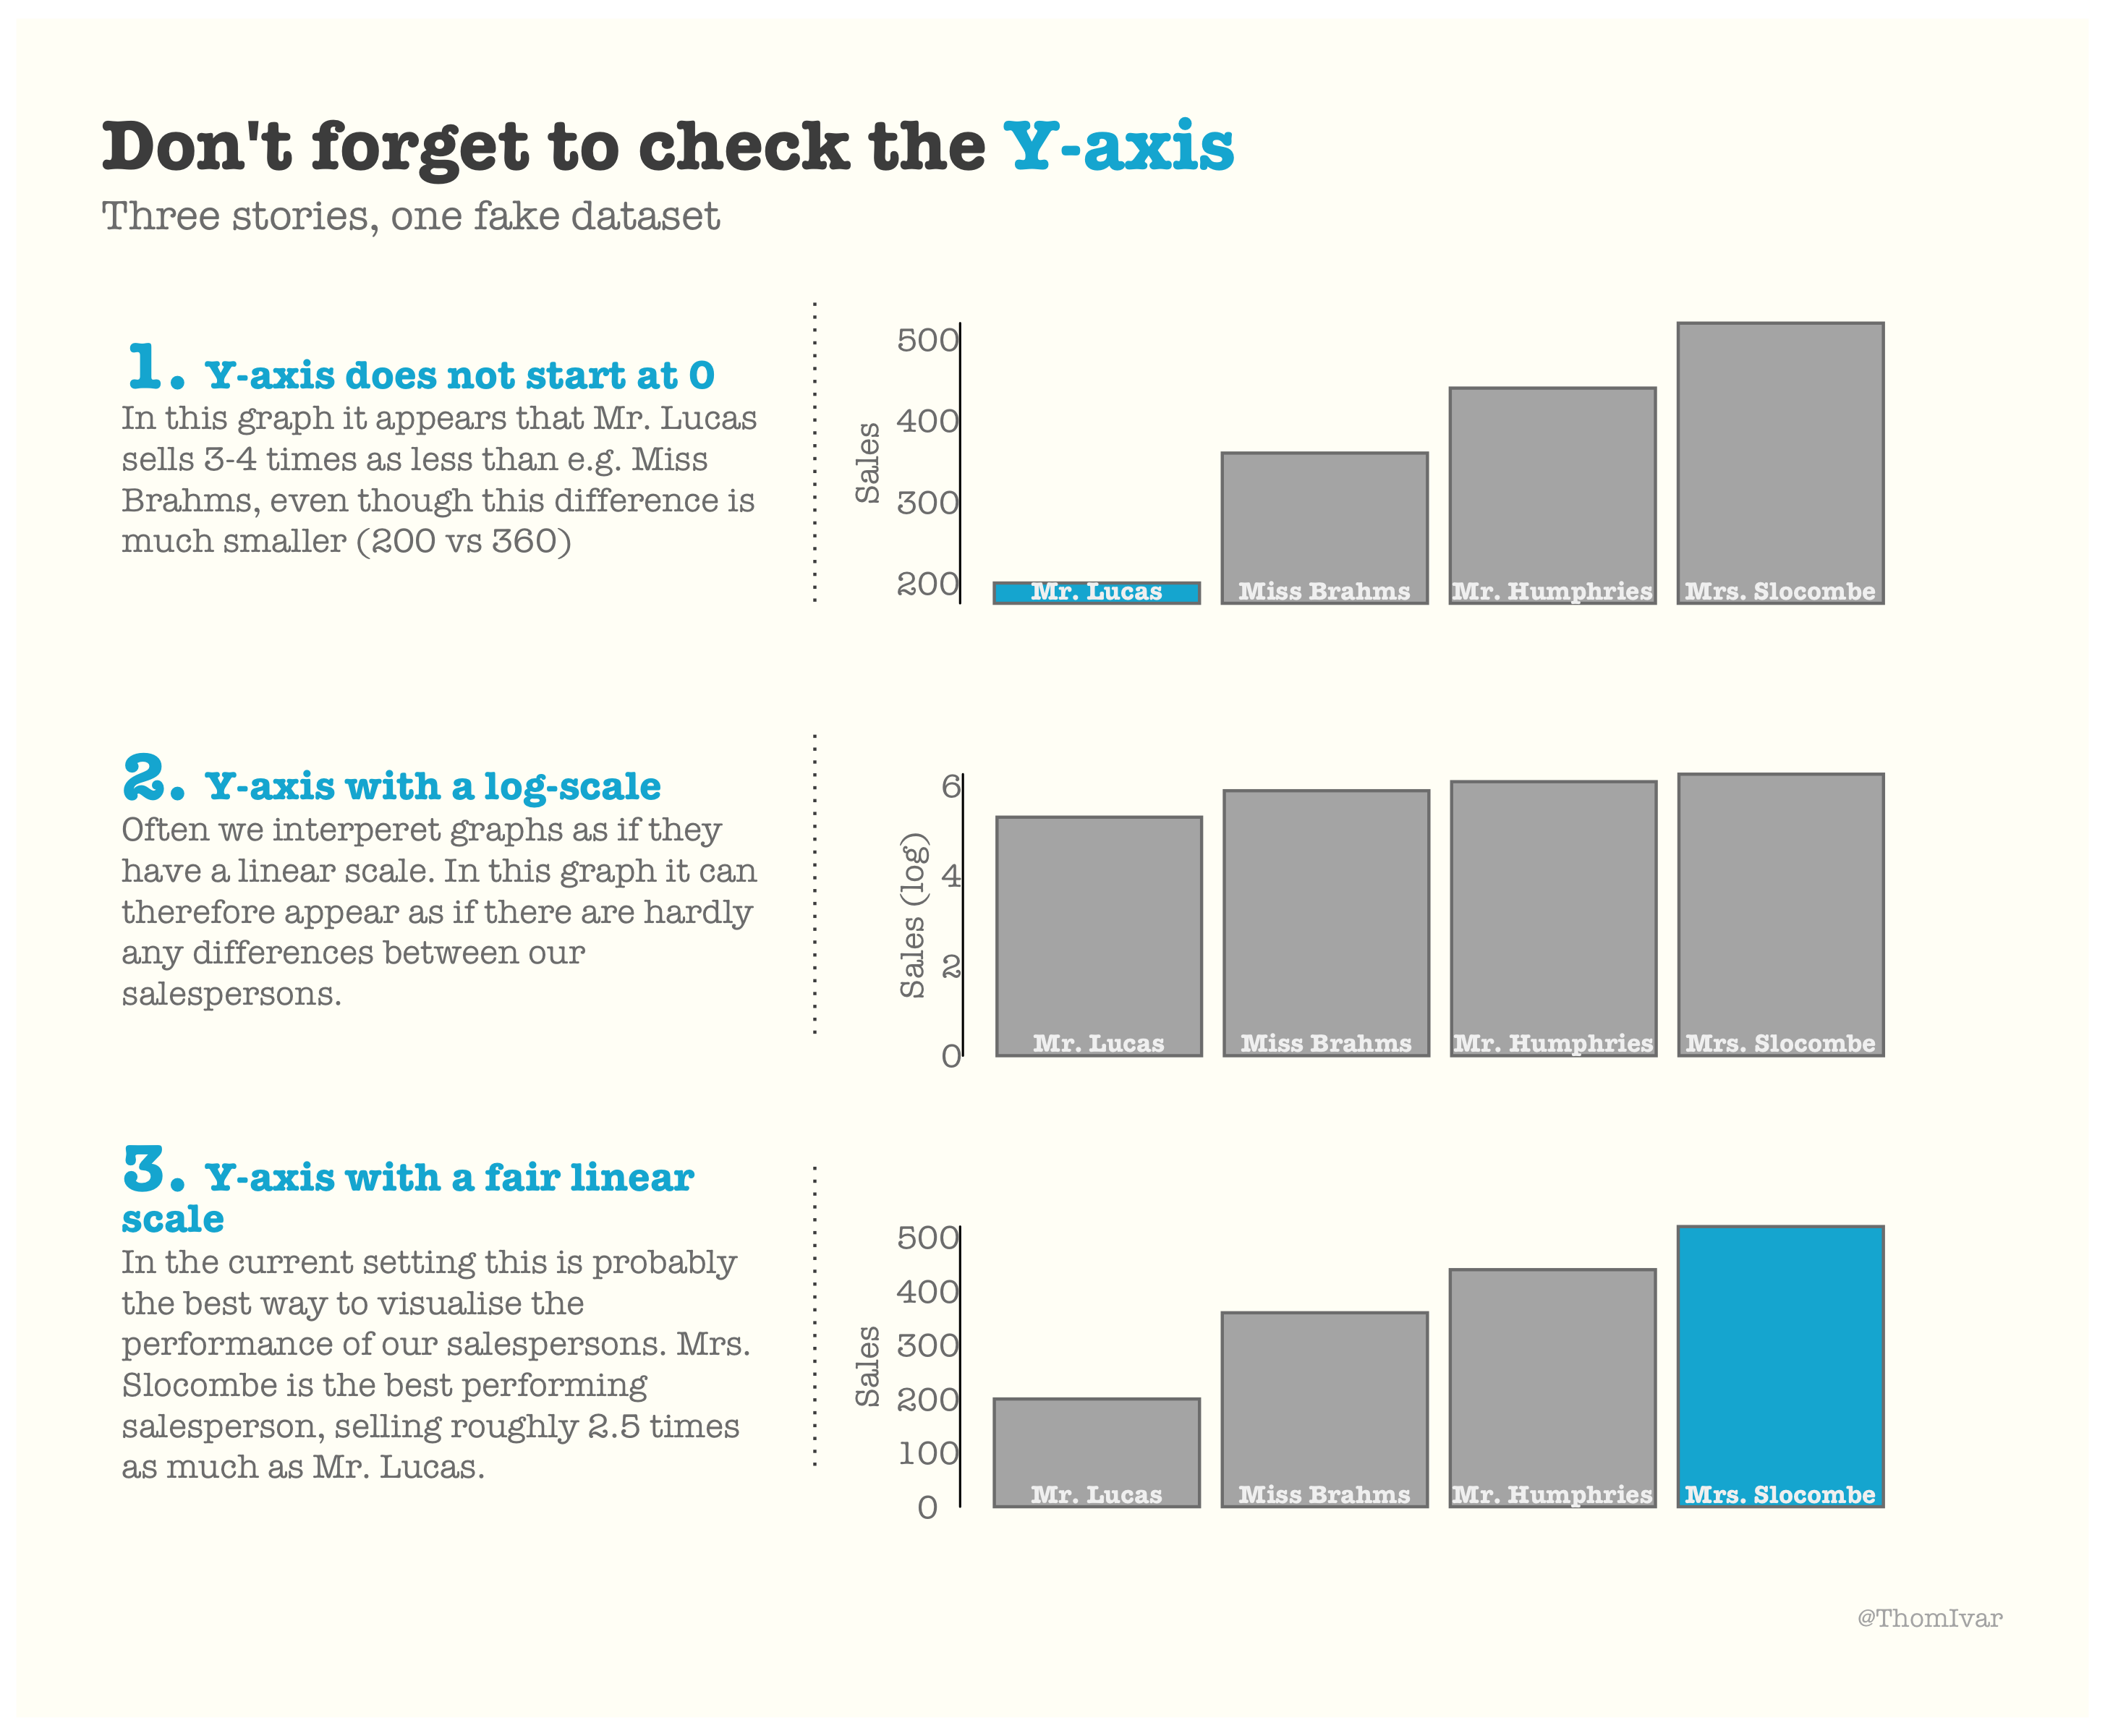 Don't forget to check the Y-axis
Three stories, one fake dataset
1. Y-axis does not start at 0
In this graph it appears that Mr. Lucas
sells 3-4 times as less than e.g. Miss
Brahms, even though this difference is
much smaller (200 vs 360)
500
400
300
200
Sales
Mr. Lucas
Miss Brahms
Mr. Humphries
Mrs. Slocombe
2. Y-axis with a log-scale
Often we interperet graphs as if they
have a linear scale. In this graph it can
therefore appear as if there are hardly
any differences between our
salespersons.
6
4
2
0
Sales (log)
Mr. Lucas
Miss Brahms
Mr. Humphries
Mrs. Slocombe
3. Y-axis with a fair linear
scale
In the current setting this is probably
the best way to visualise the
performance of our salespersons. Mrs.
Slocombe is the best performing
salesperson, selling roughly 2.5 times
as much as Mr. Lucas.
500
400
300
200
100
0
Sales
Mr. Lucas
Miss Brahms
Mr. Humphries
Mrs. Slocombe
@ThomIvar